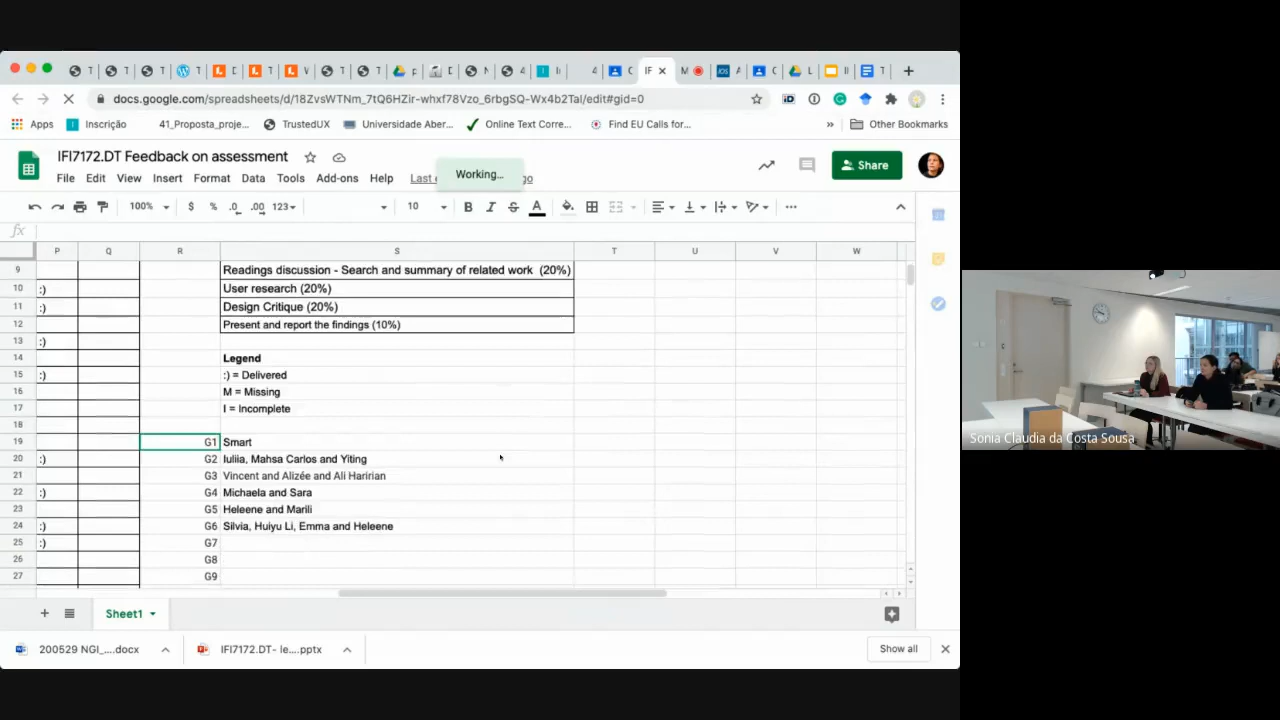 IF
docs.google.com/spreadsheets/d/18ZvsWTNm_7tQ6HZir-whxf78Vzo_6rbgSQ-Wx4b2TaI/edit#gid=0
Apps Inscrição 41_Proposta_proje... TrustedUX Universidade Aber... Online Text Corre... Find EU Calls for... » Other Bookmarks
IFI7172.DT Feedback on assessment
Working...
Share
File Edit View Insert Format Data Tools Add-ons Help
100% $ % .0 .00 123 10 B I S A
fx
P Q R S T U V W
9 Readings discussion - Search and summary of related work (20%)
10 :) User research (20%)
11 :) Design Critique (20%)
12 Present and report the findings (10%)
13 :)
14 Legend
15 :) :) = Delivered
16 M = Missing
17 I = Incomplete
18
19 G1 Smart
20 :) G2 Iuliia, Mahsa Carlos and Yiting
21 G3 Vincent and Alizée and Ali Haririan
22 :) G4 Michaela and Sara
23 G5 Heleene and Marili
24 :) G6 Silvia, Huiyu Li, Emma and Heleene
25 :) G7
26 G8
27 G9
Sheet1
200529 NGI_....docx IFI7172.DT- le....pptx Show all
Sonia Claudia da Costa Sousa